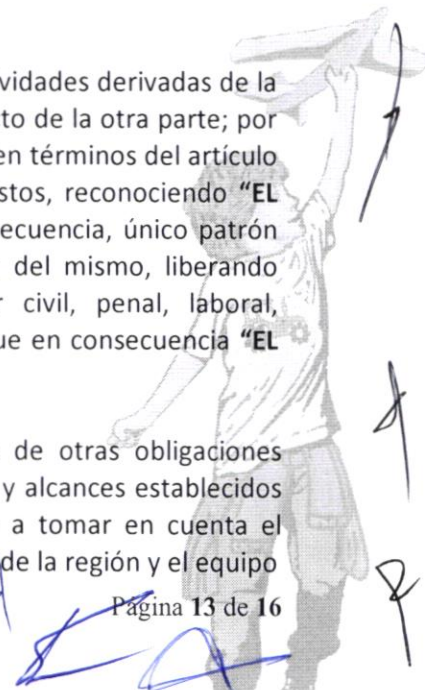 vidades derivadas de la
to de la otra parte; por
en términos del artículo
stos, reconociendo “EL
ecuencia, único patrón
del mismo, liberando
civil, penal, laboral,
ue en consecuencia “EL
de otras obligaciones
y alcances establecidos
a tomar en cuenta el
de la región y el equipo
Página 13 de 16